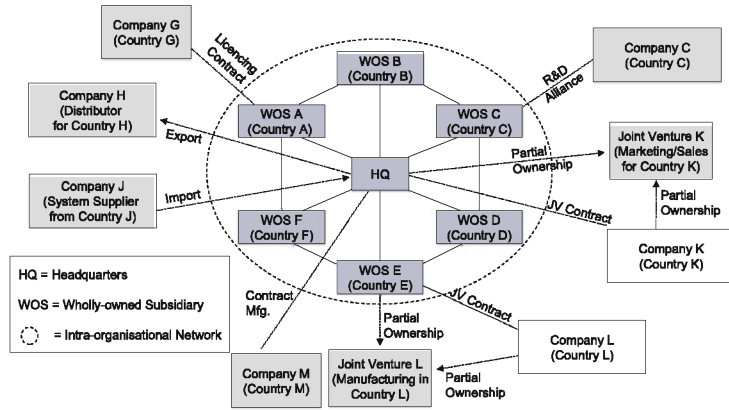 Company G
(Country G)
Licencing
Contract
WOS B
(Country B)
R&D
Alliance
Company C
(Country C)
Company H
(Distributor
for Country H)
Export
WOS A
(Country A)
WOS C
(Country C)
HQ
Partial
Ownership
Joint Venture K
(Marketing/Sales
for Country K)
Company J
(System Supplier
from Country J)
Import
JV Contract
Partial
Ownership
WOS F
(Country F)
WOS D
(Country D)
Company K
(Country K)
HQ = Headquarters
WOS = Wholly-owned Subsidiary
= Intra-organisational Network
WOS E
(Country E)
Contract
Mfg.
JV Contract
Partial
Ownership
Company L
(Country L)
Company M
(Country M)
Joint Venture L
(Manufacturing in
Country L)
Partial
Ownership